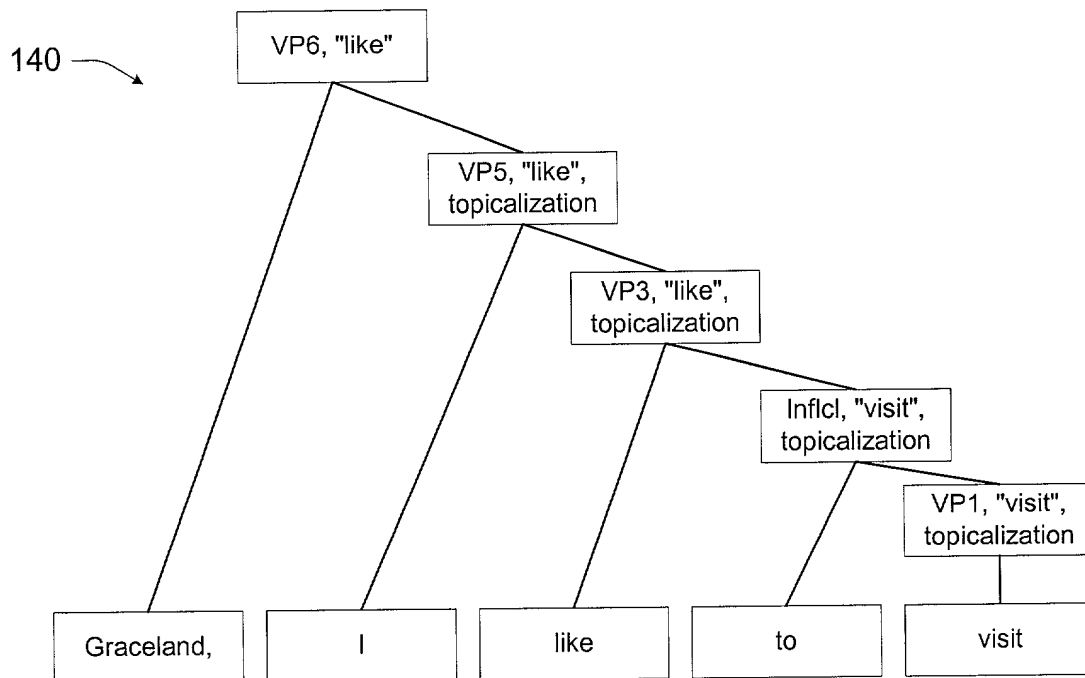 140
VP6, "like"
VP5, "like",
topicalization
VP3, "like",
topicalization
Inflcl, "visit",
topicalization
VP1, "visit",
topicalization
Graceland,
I
like
to
visit